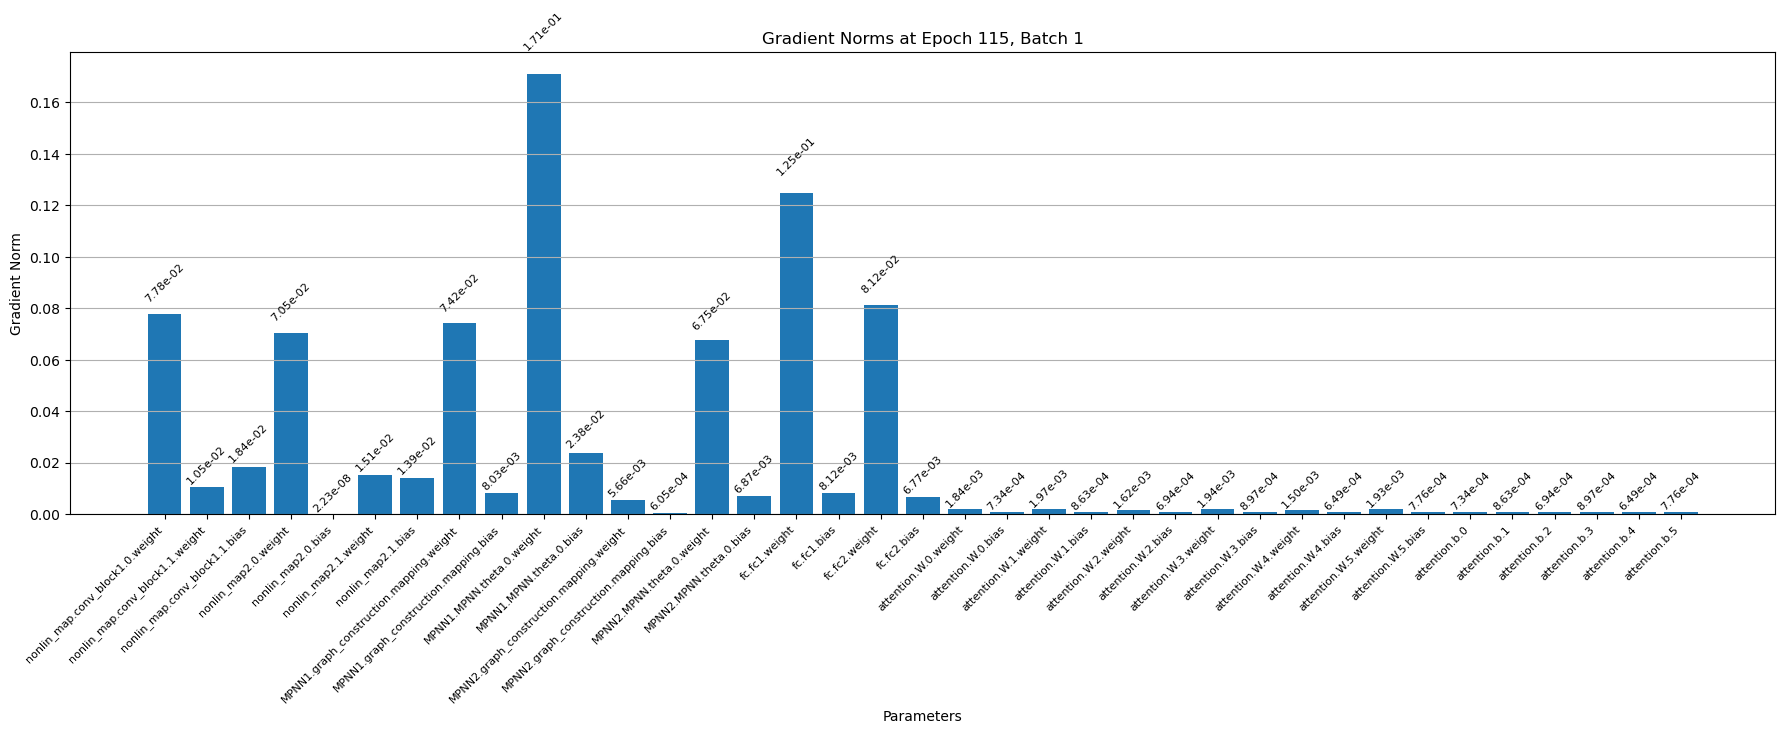 Gradient Norms at Epoch 115, Batch 1
Gradient Norm
0.16
0.14
0.12
0.10
0.08
0.06
0.04
0.02
0.00
7.78e-02
1.05e-02
1.84e-02
7.05e-02
2.23e-08
1.51e-02
1.39e-02
7.42e-02
8.03e-03
1.71e-01
2.38e-02
5.66e-03
6.05e-04
6.75e-02
6.87e-03
1.25e-01
8.12e-03
8.12e-02
6.77e-03
1.84e-03
7.34e-04
1.97e-03
8.63e-04
1.62e-03
6.94e-04
1.94e-03
8.97e-04
1.50e-03
6.49e-04
1.93e-03
7.76e-04
7.34e-04
8.63e-04
6.94e-04
8.97e-04
6.49e-04
7.76e-04
nonlin_map.conv_block1.0.weight
nonlin_map.conv_block1.1.weight
nonlin_map.conv_block1.1.bias
nonlin_map2.0.weight
nonlin_map2.0.bias
nonlin_map2.1.weight
nonlin_map2.1.bias
MPNN1.graph_construction.mapping.weight
MPNN1.graph_construction.mapping.bias
MPNN1.MPNN.theta.0.weight
MPNN1.MPNN.theta.0.bias
MPNN2.graph_construction.mapping.weight
MPNN2.graph_construction.mapping.bias
MPNN2.MPNN.theta.0.weight
MPNN2.MPNN.theta.0.bias
fc.fc1.weight
fc.fc1.bias
fc.fc2.weight
fc.fc2.bias
attention.W.0.weight
attention.W.0.bias
attention.W.1.weight
attention.W.1.bias
attention.W.2.weight
attention.W.2.bias
attention.W.3.weight
attention.W.3.bias
attention.W.4.weight
attention.W.4.bias
attention.W.5.weight
attention.W.5.bias
attention.b.0
attention.b.1
attention.b.2
attention.b.3
attention.b.4
attention.b.5
Parameters